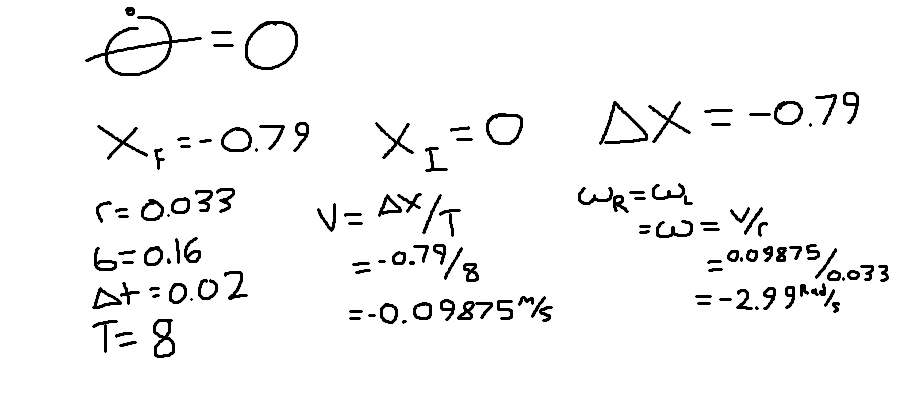 θ̇ = 0
X_F = -0.79 X_I = 0 ΔX = -0.79
r = 0.033
b = 0.16
Δt = 0.02
T = 8
V = ΔX/T
= -0.79/8
= -0.09875 m/s
ω_R = ω_L
= ω = V/r
= 0.09875/0.033
= -2.99 Rad/s